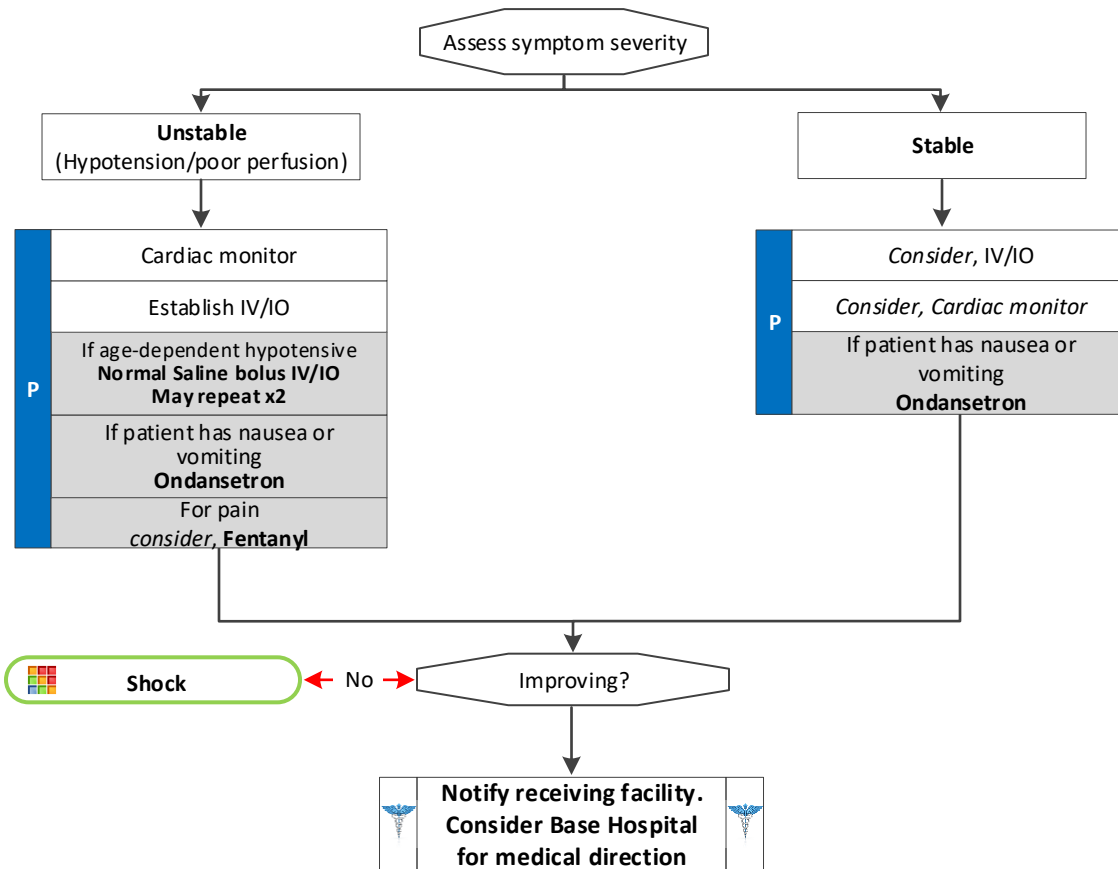 Assess symptom severity
Unstable
(Hypotension/poor perfusion)
Stable
P
Cardiac monitor
Establish IV/IO
If age-dependent hypotensive
Normal Saline bolus IV/IO
May repeat x2
If patient has nausea or
vomiting
Ondansetron
For pain
consider, Fentanyl
P
Consider, IV/IO
Consider, Cardiac monitor
If patient has nausea or
vomiting
Ondansetron
Shock
No
Improving?
Notify receiving facility.
Consider Base Hospital
for medical direction